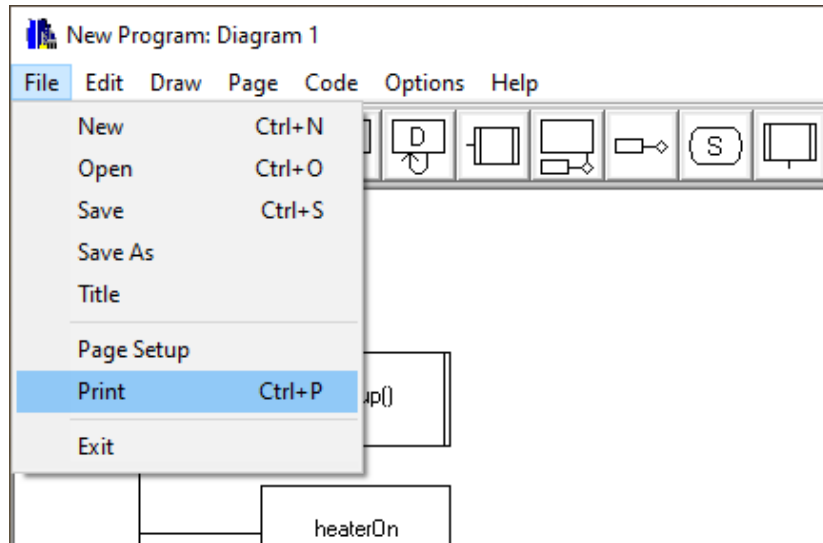 New Program: Diagram 1
File Edit Draw Page Code Options Help
D
S
New Ctrl+N
Open Ctrl+O
Save Ctrl+S
Save As
Title
Page Setup
Print Ctrl+P
up()
Exit
heaterOn